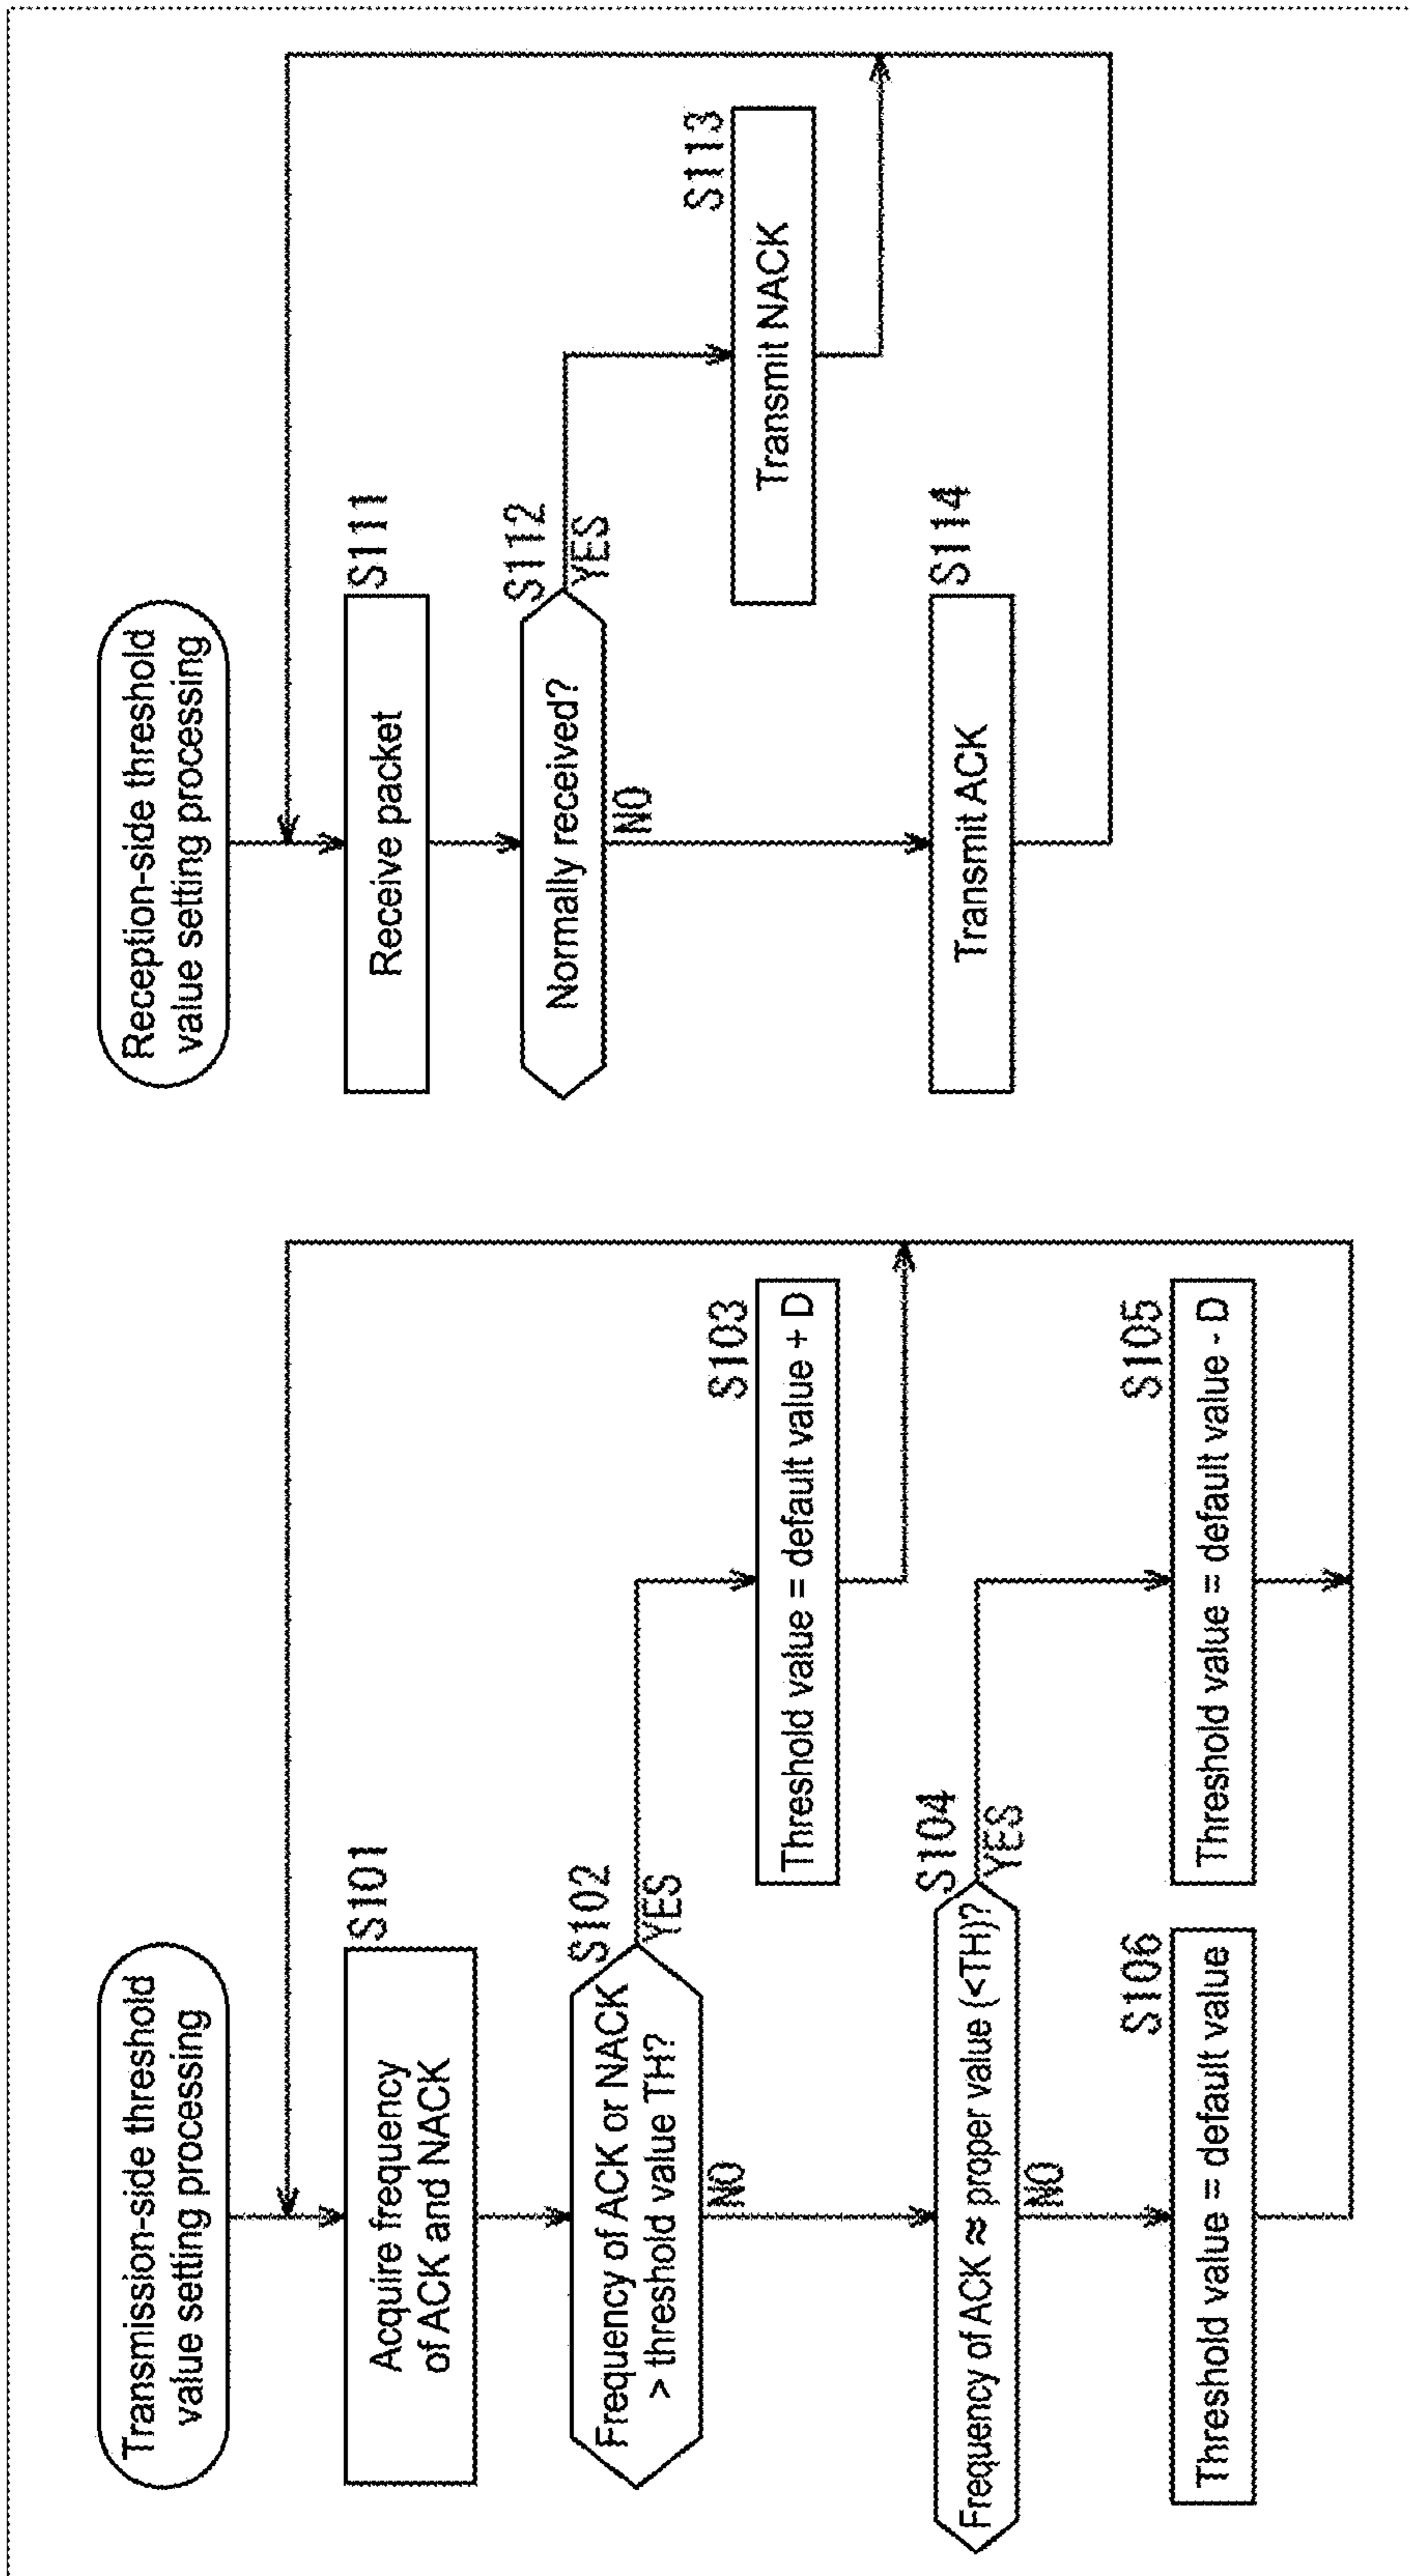 Transmission-side threshold
value setting processing
S101
Acquire frequency
of ACK and NACK
S102
Frequency of ACK or NACK
> threshold value TH?
YES
NO
S103
Threshold value = default value + D
S104
Frequency of ACK ≈ proper value (<TH)?
YES
NO
S105
Threshold value = default value - D
S106
Threshold value = default value
Reception-side threshold
value setting processing
S111
Receive packet
S112
Normally received?
YES
NO
S113
Transmit NACK
S114
Transmit ACK